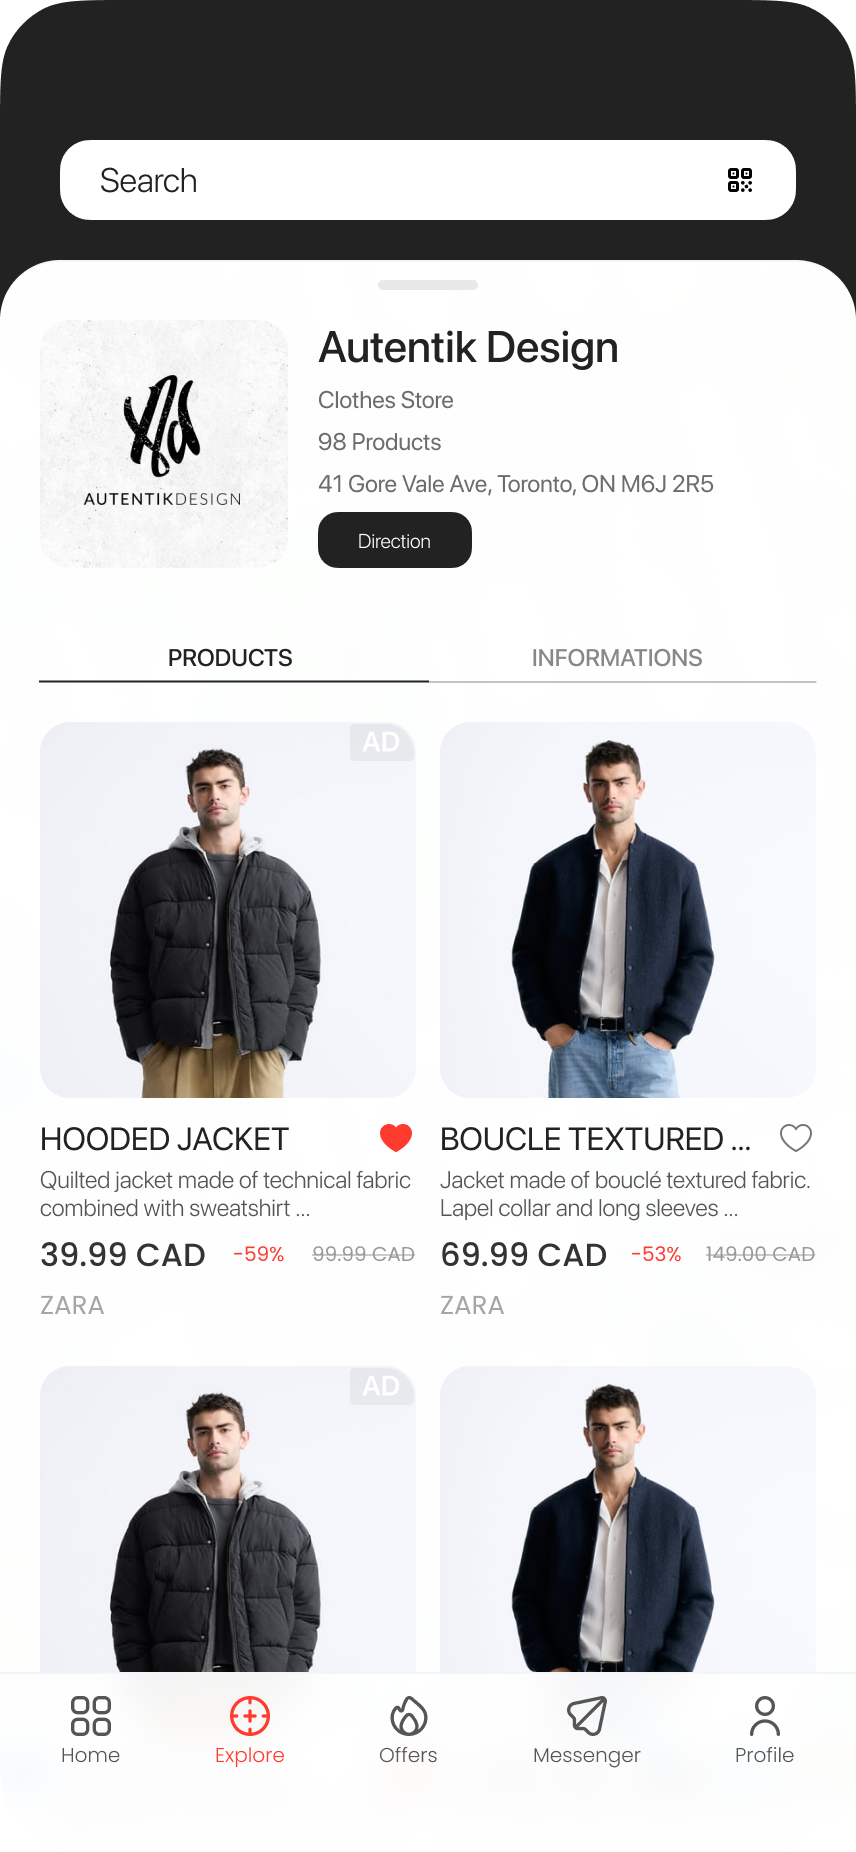 Search
AUTENTIKDESIGN
Autentik Design
Clothes Store
98 Products
41 Gore Vale Ave, Toronto, ON M6J 2R5
Direction
PRODUCTS
INFORMATIONS
AD
HOODED JACKET
Quilted jacket made of technical fabric
combined with sweatshirt ...
39.99 CAD -59% 99.99 CAD
ZARA
BOUCLE TEXTURED ...
Jacket made of bouclé textured fabric.
Lapel collar and long sleeves ...
69.99 CAD -53% 149.00 CAD
ZARA
AD
Home
Explore
Offers
Messenger
Profile